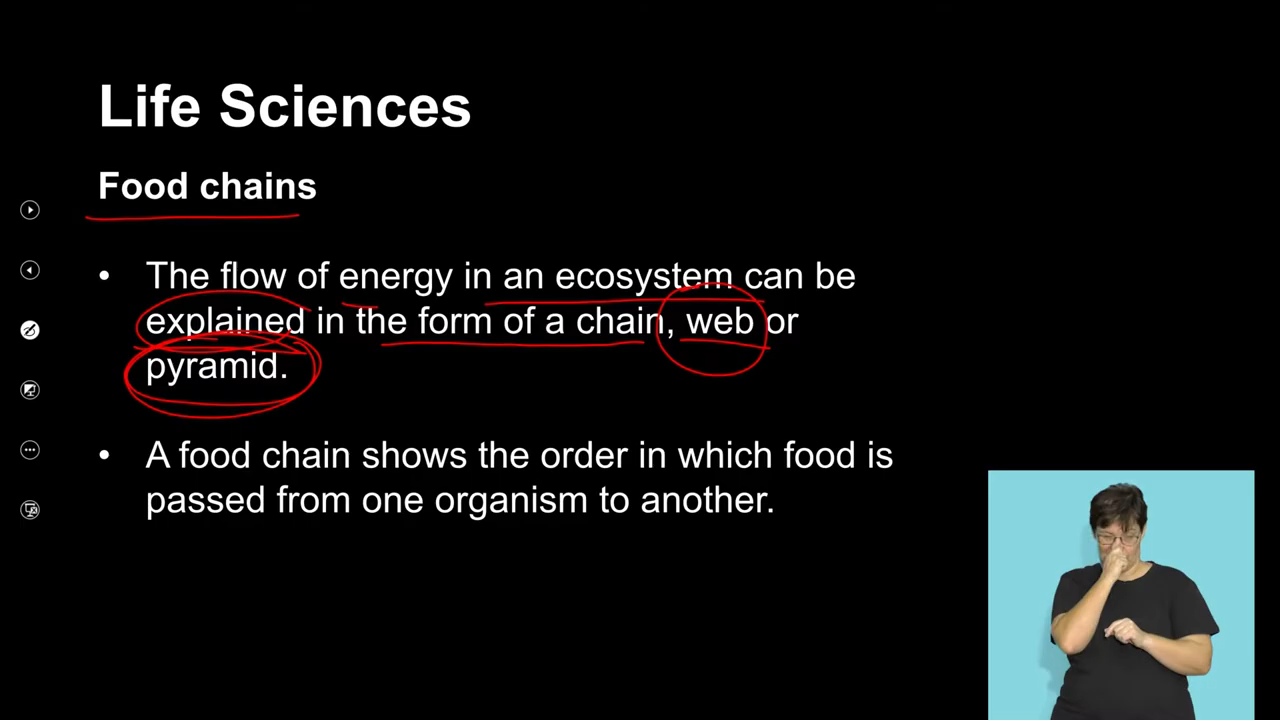 Life Sciences
Food chains
• The flow of energy in an ecosystem can be
explained in the form of a chain, web or
pyramid.
• A food chain shows the order in which food is
passed from one organism to another.